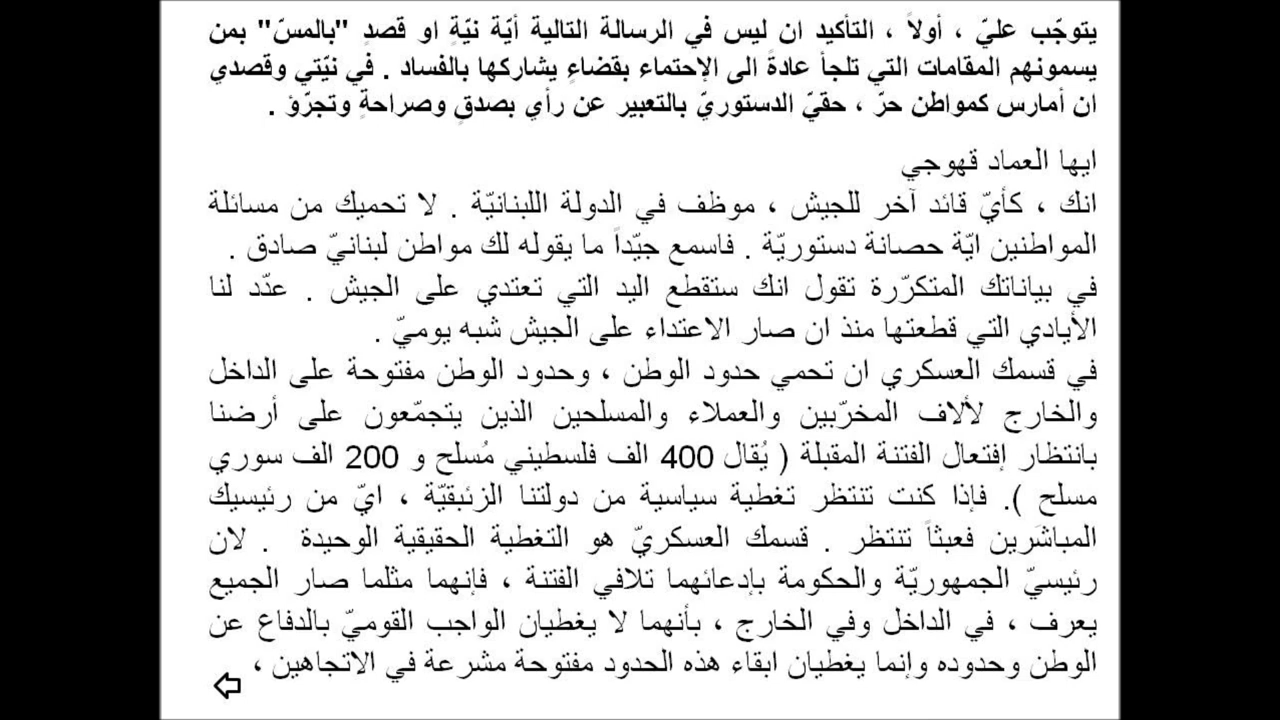 يتوجّب عليّ ، أولاً ، التأكيد ان ليس في الرسالة التالية أيّة نيّةٍ او قصدٍ "بالمسّ" بمن
يسمونهم المقامات التي تلجأ عادةً الى الإحتماء بقضاءٍ يشاركها بالفساد . في نيّتي وقصدي
ان أمارس كمواطن حرّ ، حقيّ الدستوريّ بالتعبير عن رأي بصدقٍ وصراحةٍ وتجرّؤ .
ايها العماد قهوجي
انك ، كأيّ قائد آخر للجيش ، موظف في الدولة اللبنانيّة . لا تحميك من مسائلة
المواطنين ايّة حصانة دستوريّة . فاسمع جيّداً ما يقوله لك مواطن لبنانيّ صادق .
في بياناتك المتكرّرة تقول انك ستقطع اليد التي تعتدي على الجيش . عدّد لنا
الأيادي التي قطعتها منذ ان صار الاعتداء على الجيش شبه يوميّ .
في قسمك العسكري ان تحمي حدود الوطن ، وحدود الوطن مفتوحة على الداخل
والخارج لألاف المخرّبين والعملاء والمسلحين الذين يتجمّعون على أرضنا
بانتظار إفتعال الفتنة المقبلة ( يُقال 400 الف فلسطيني مُسلح و 200 الف سوري
مسلح ). فإذا كنت تنتظر تغطية سياسية من دولتنا الزئبقيّة ، ايّ من رئيسيك
المباشَرين فعبثاً تنتظر . قسمك العسكريّ هو التغطية الحقيقية الوحيدة . لان
رئيسيّ الجمهوريّة والحكومة بإدعائهما تلافي الفتنة ، فإنهما مثلما صار الجميع
يعرف ، في الداخل وفي الخارج ، بأنهما لا يغطيان الواجب القوميّ بالدفاع عن
الوطن وحدوده وإنما يغطيان ابقاء هذه الحدود مفتوحة مشرعة في الاتجاهين ،